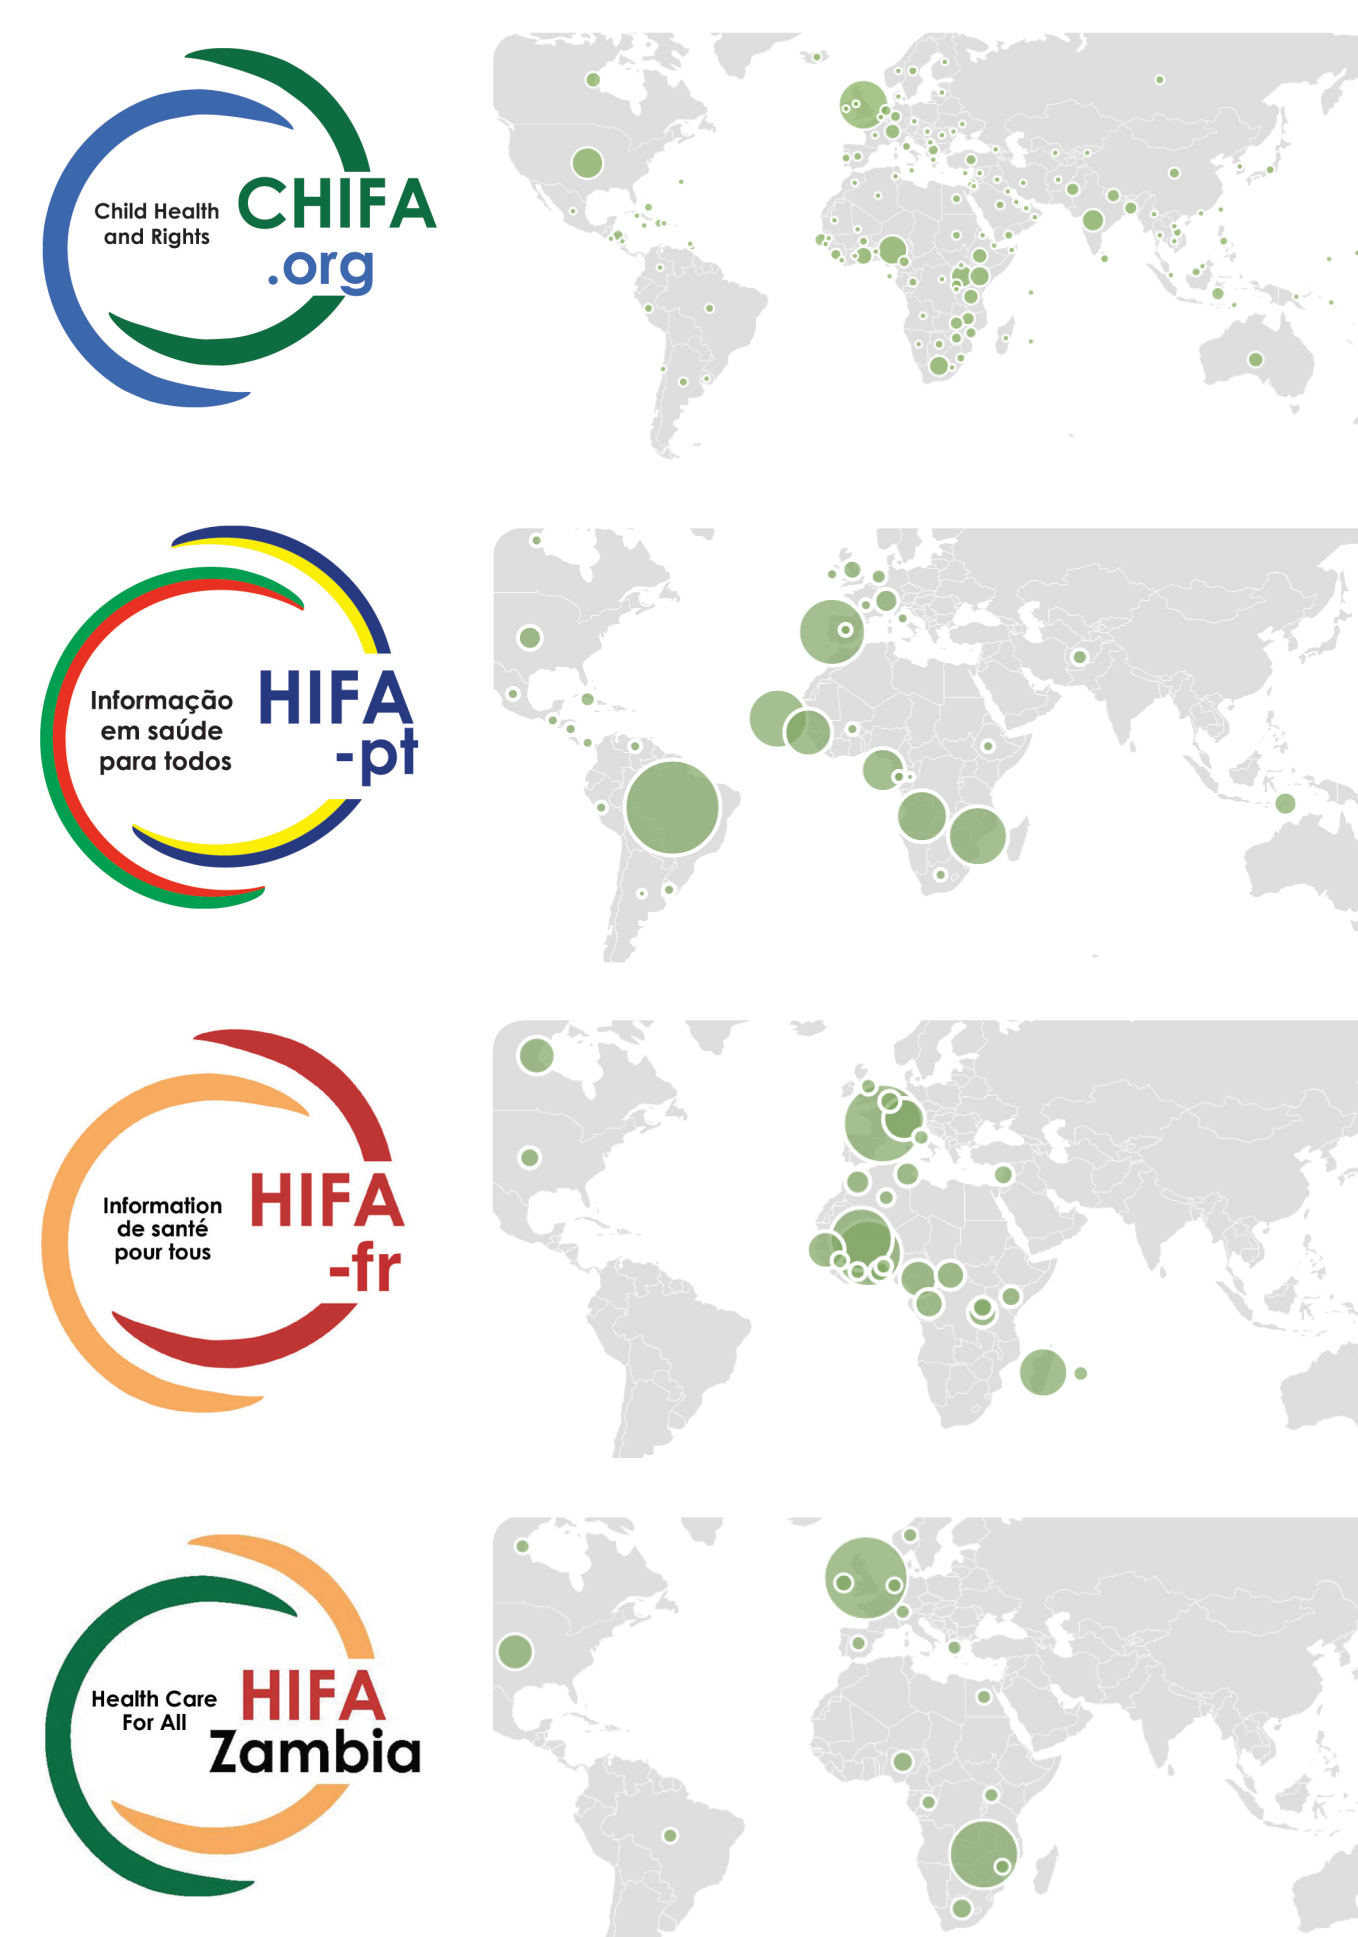 Child Health
and Rights
CHIFA
.org
Informação
em saúde
para todos
HIFA
-pt
Information
de santé
pour tous
HIFA
-fr
Health Care
For All
HIFA
Zambia